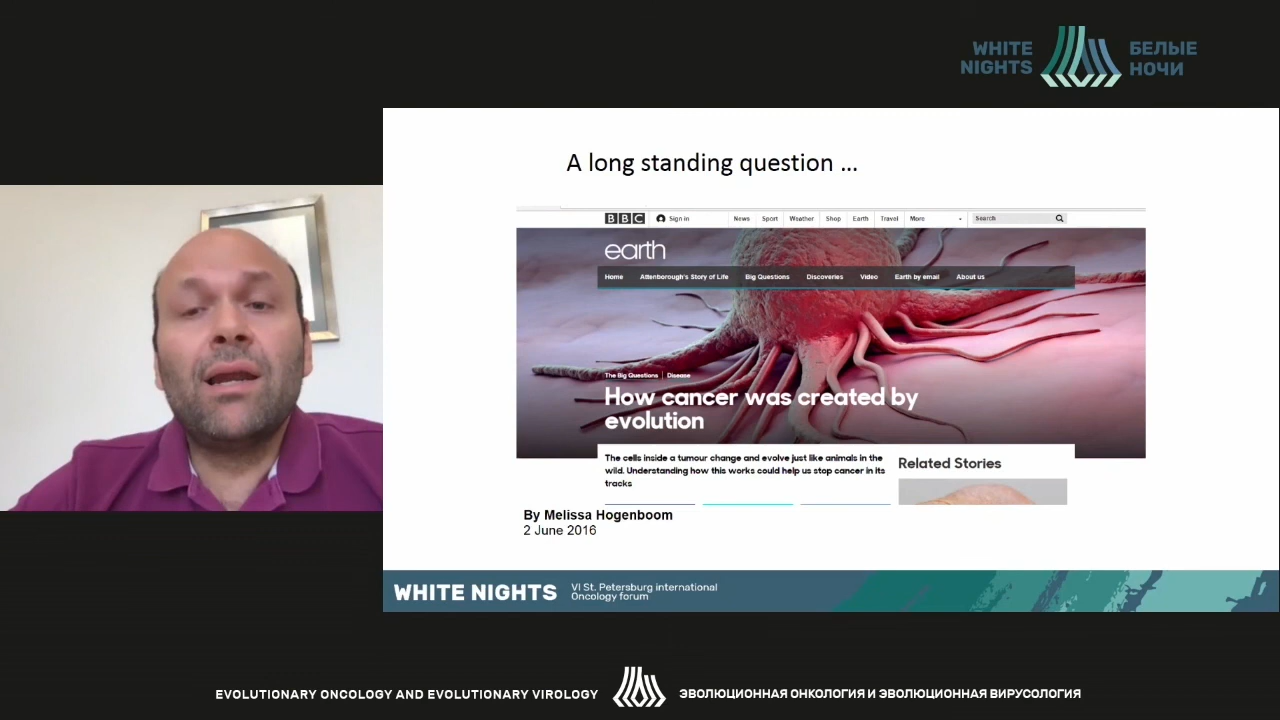 WHITE
NIGHTS
БЕЛЫЕ
НОЧИ
A long standing question ...
BBC Sign in News Sport Weather Shop Earth Travel More Search
earth
Home Attenborough's Story of Life Big Questions Discoveries Video Earth by email About us
The Big Questions | Disease
How cancer was created by
evolution
The cells inside a tumour change and evolve just like animals in the
wild. Understanding how this works could help us stop cancer in its
tracks
Related Stories
By Melissa Hogenboom
2 June 2016
WHITE NIGHTS
VI St. Petersburg international
Oncology forum
EVOLUTIONARY ONCOLOGY AND EVOLUTIONARY VIROLOGY
ЭВОЛЮЦИОННАЯ ОНКОЛОГИЯ И ЭВОЛЮЦИОННАЯ ВИРУСОЛОГИЯ